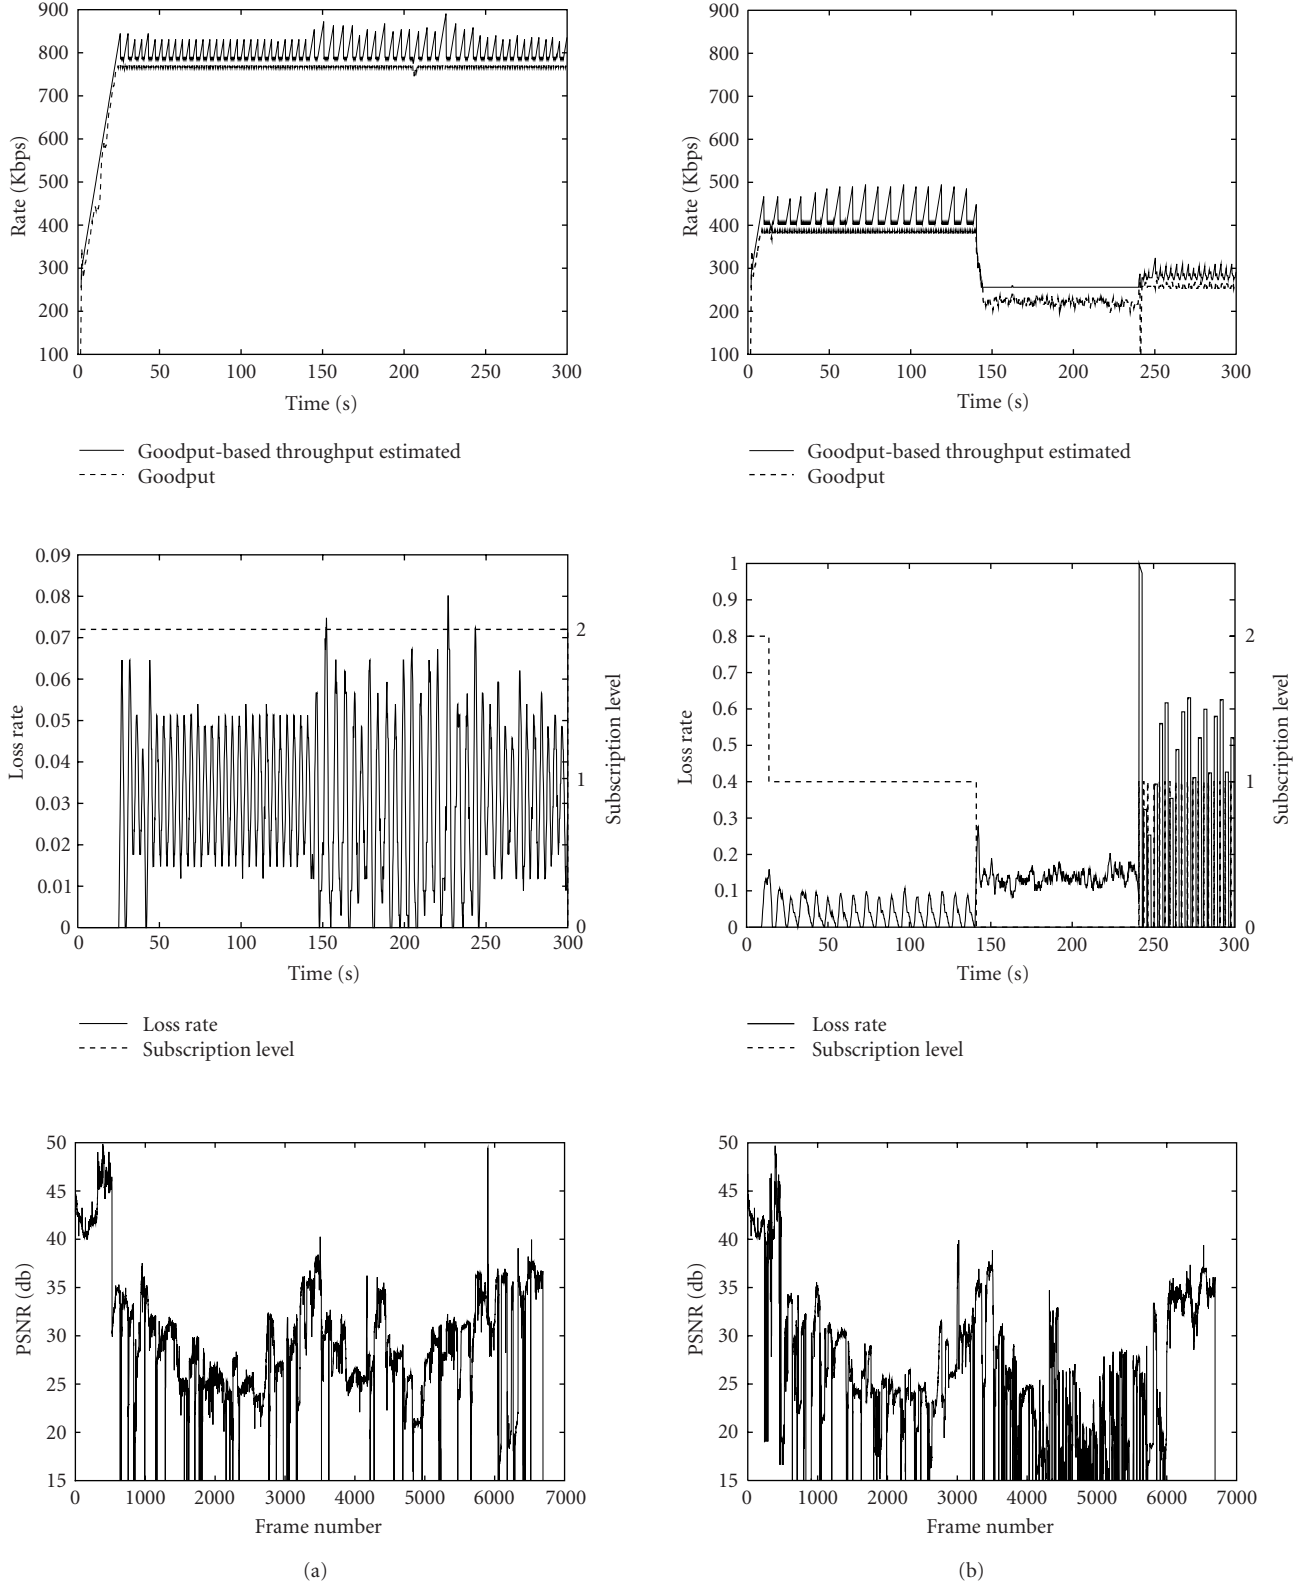 900
800
700
600
500
400
300
200
100
Rate (Kbps)
0 50 100 150 200 250 300
Time (s)
Goodput-based throughput estimated
Goodput
900
800
700
600
500
400
300
200
100
Rate (Kbps)
0 50 100 150 200 250 300
Time (s)
Goodput-based throughput estimated
Goodput
0.09
0.08
0.07
0.06
0.05
0.04
0.03
0.02
0.01
0
Loss rate
2
1
0
Subscription level
0 50 100 150 200 250 300
Time (s)
Loss rate
Subscription level
1
0.9
0.8
0.7
0.6
0.5
0.4
0.3
0.2
0.1
0
Loss rate
2
1
0
Subscription level
0 50 100 150 200 250 300
Time (s)
Loss rate
Subscription level
50
45
40
35
30
25
20
15
PSNR (db)
0 1000 2000 3000 4000 5000 6000 7000
Frame number
(a)
50
45
40
35
30
25
20
15
PSNR (db)
0 1000 2000 3000 4000 5000 6000 7000
Frame number
(b)